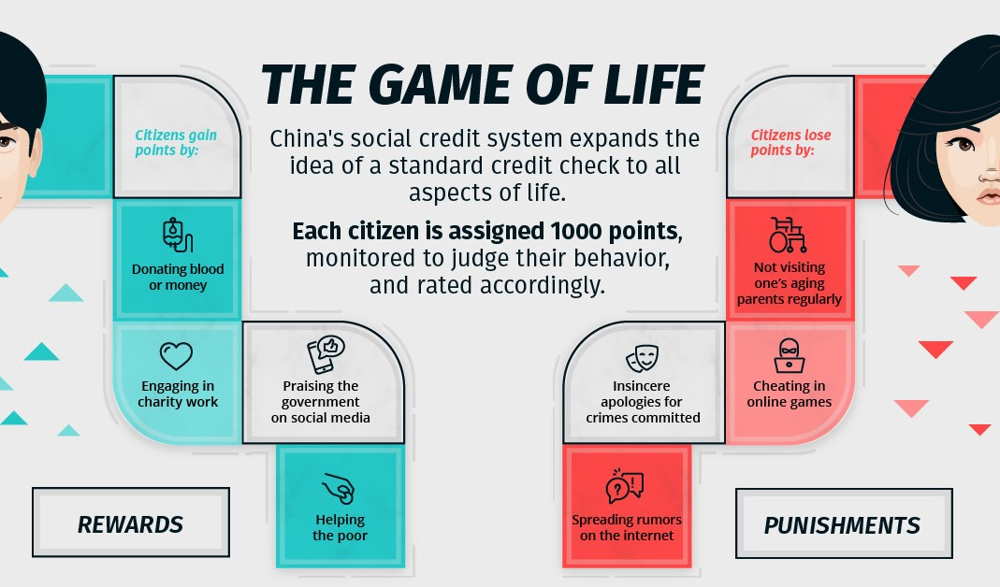 THE GAME OF LIFE
China's social credit system expands the
idea of a standard credit check to all
aspects of life.
Each citizen is assigned 1000 points,
monitored to judge their behavior,
and rated accordingly.
Citizens gain
points by:
Donating blood
or money
Engaging in
charity work
Praising the
government
on social media
Helping
the poor
REWARDS
Citizens lose
points by:
Not visiting
one's aging
parents regularly
Cheating in
online games
Insincere
apologies for
crimes committed
Spreading rumors
on the internet
PUNISHMENTS